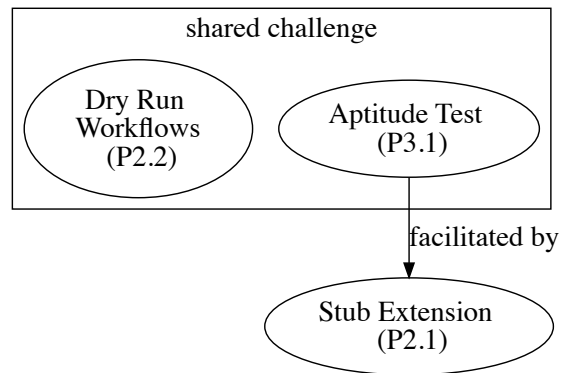 shared challenge
Dry Run
Workflows
(P2.2)
Aptitude Test
(P3.1)
facilitated by
Stub Extension
(P2.1)